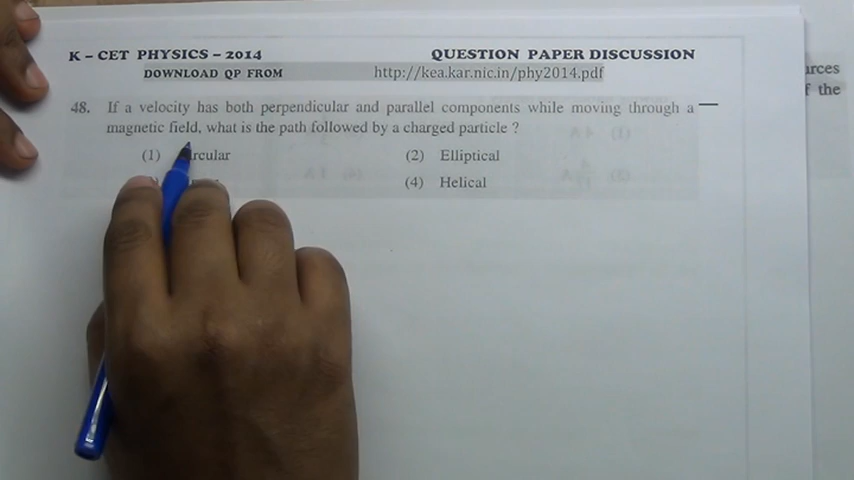 K – CET PHYSICS – 2014 QUESTION PAPER DISCUSSION
DOWNLOAD QP FROM http://kea.kar.nic.in/phy2014.pdf
48. If a velocity has both perpendicular and parallel components while moving through a
magnetic field, what is the path followed by a charged particle ?
(1) (2) Elliptical
(4) Helical
f the